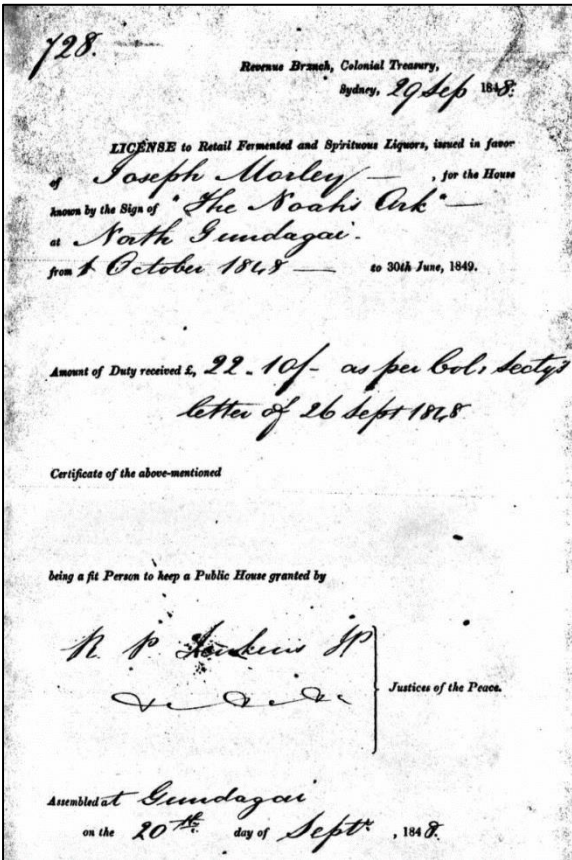 728.
Revenue Branch, Colonial Treasury,
Sydney, 29 Sep 1848.
LICENSE to Retail Fermented and Spirituous Liquors, issued in favor
of Joseph Morley — , for the House
known by the Sign of "The Noahs Ark" —
at North Gundagai.
from 1 October 1848 — to 30th June, 1849.
Amount of Duty received £, 22-10/- as per Col. Secty's
letter of 26 Sept 1848
Certificate of the above-mentioned
being a fit Person to keep a Public House granted by
R. P. Jenkins JP
Justices of the Peace.
Assembled at Gundagai
on the 20th. day of Septr. , 1848.